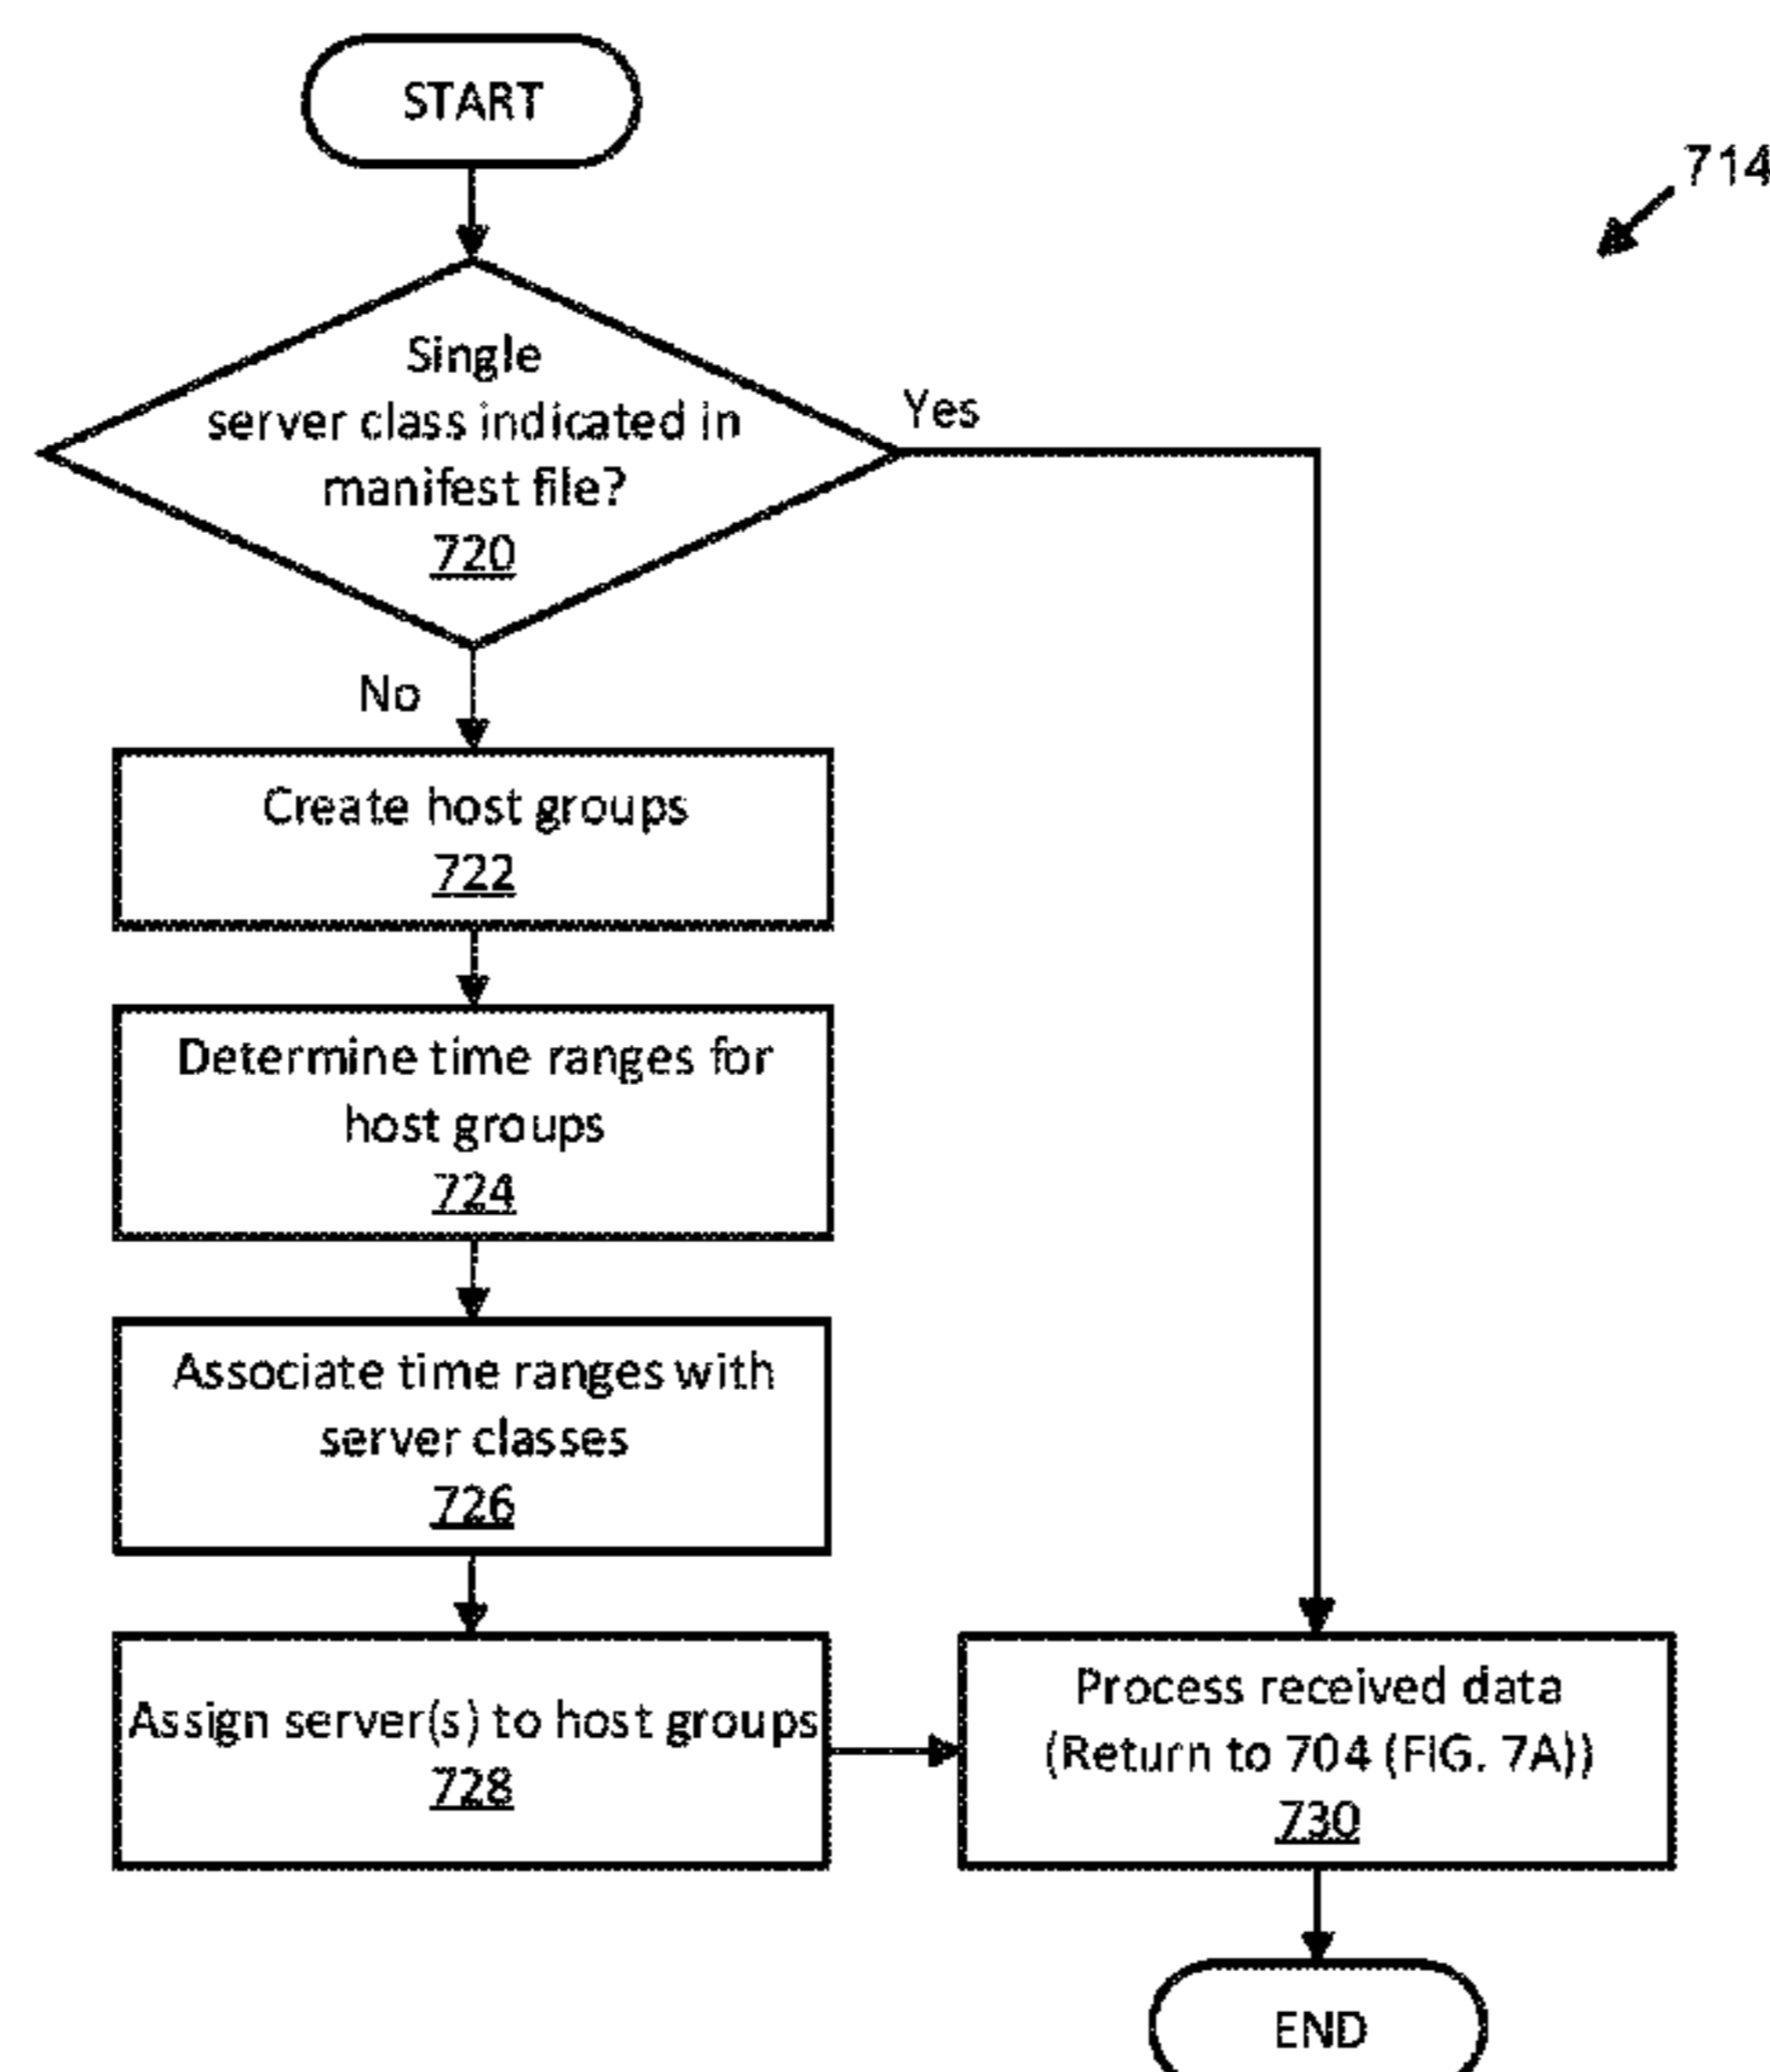 START
714
Single
server class indicated in
manifest file?
720
Yes
No
Create host groups
722
Determine time ranges for
host groups
724
Associate time ranges with
server classes
726
Assign server(s) to host groups
728
Process received data
(Return to 704 (FIG. 7A))
730
END